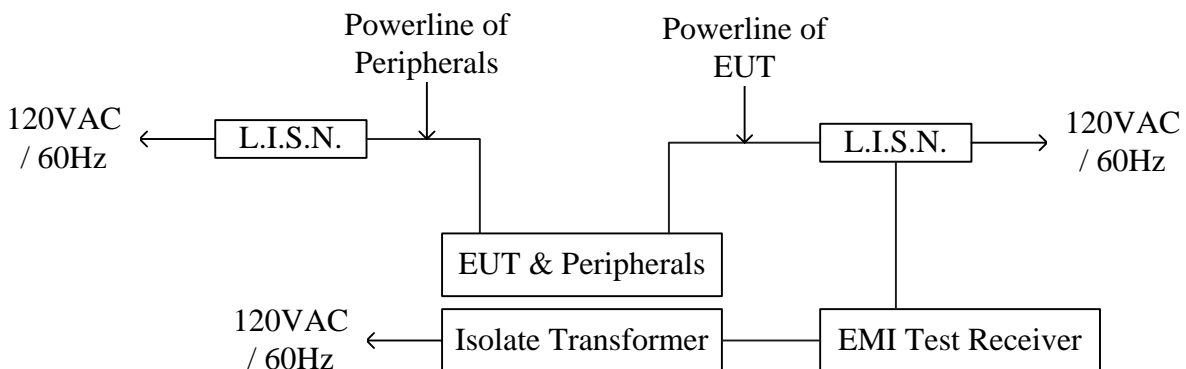 Powerline of
Peripherals
Powerline of
EUT
120VAC
/ 60Hz
L.I.S.N.
L.I.S.N.
120VAC
/ 60Hz
EUT & Peripherals
120VAC
/ 60Hz
Isolate Transformer
EMI Test Receiver